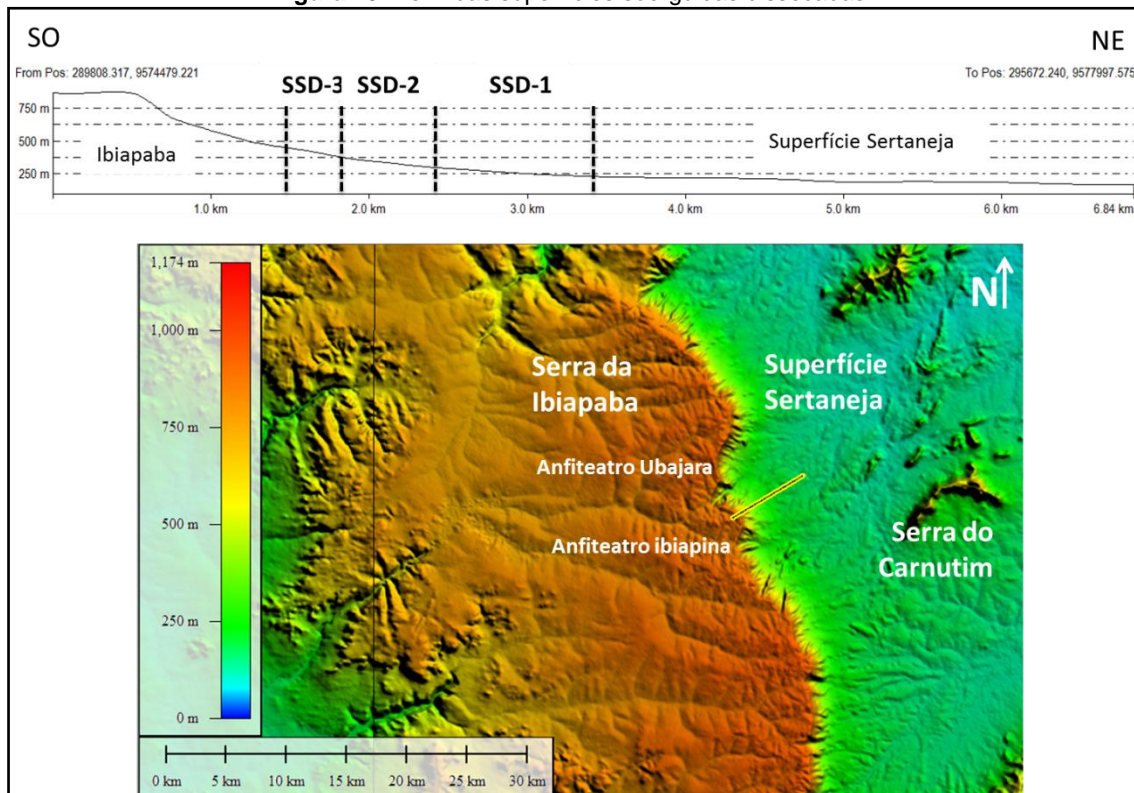 SO
NE
From Pos: 289808.317, 9574479.221
To Pos: 295672.240, 9577997.575
SSD-3
SSD-2
SSD-1
750 m
500 m
250 m
Ibiapaba
Superfície Sertaneja
1.0 km
2.0 km
3.0 km
4.0 km
5.0 km
6.0 km
6.84 km
1,174 m
1,000 m
750 m
500 m
250 m
0 m
N
Serra da
Ibiapaba
Superfície
Sertaneja
Anfiteatro Ubajara
Anfiteatro ibiapina
Serra do
Carnutim
0 km
5 km
10 km
15 km
20 km
25 km
30 km